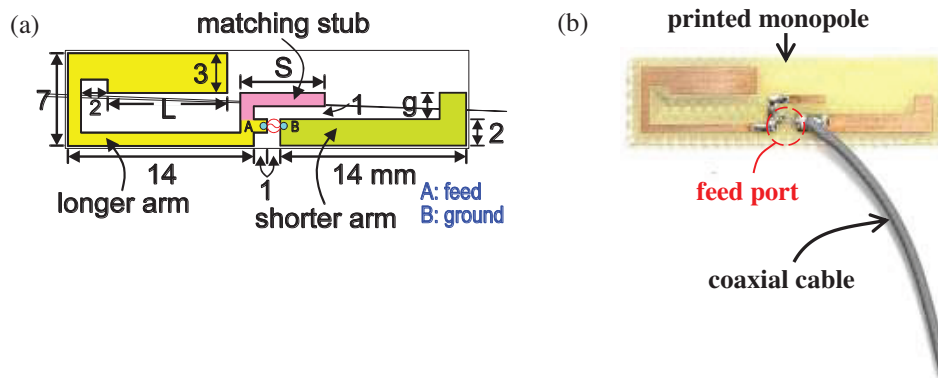 (a)
matching stub
S
3
7
2
L
1
g
A
B
2
14
1
14 mm
longer arm
shorter arm
A: feed
B: ground
(b)
printed monopole
feed port
coaxial cable